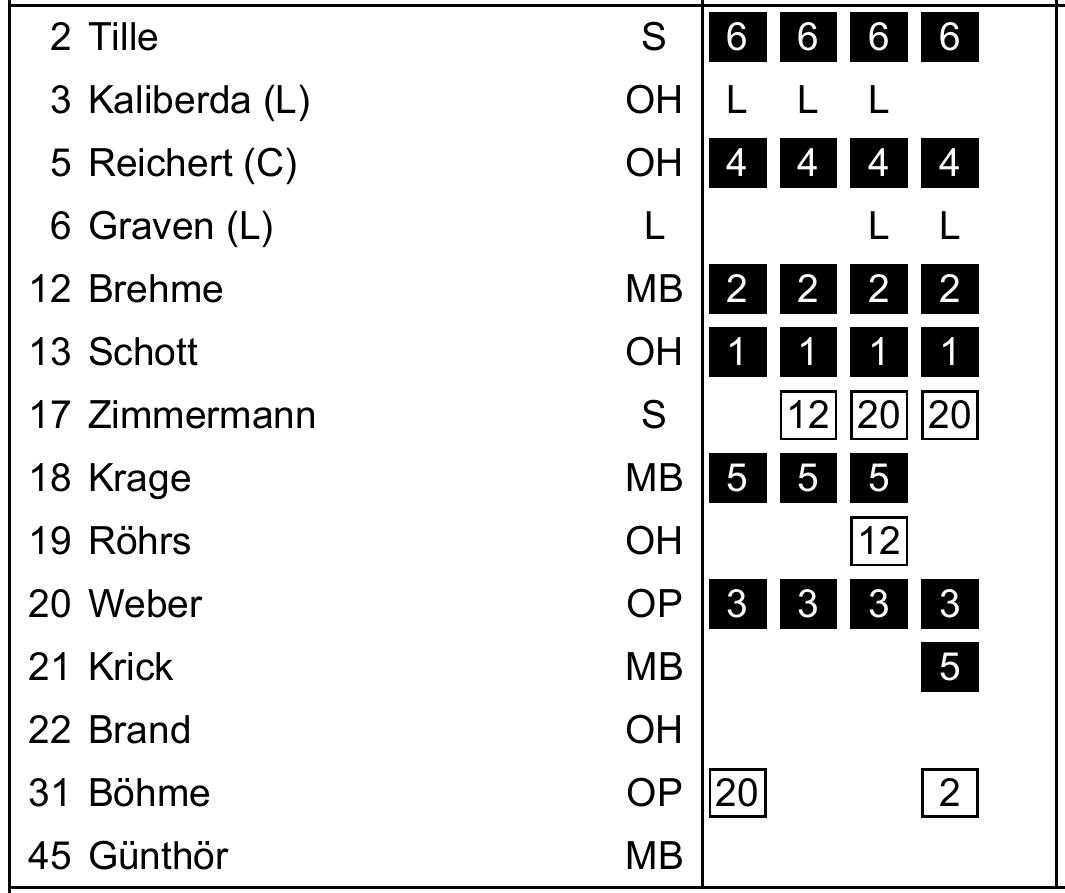 2 Tille S 6 6 6 6
3 Kaliberda (L) OH L L L
5 Reichert (C) OH 4 4 4 4
6 Graven (L) L L L
12 Brehme MB 2 2 2 2
13 Schott OH 1 1 1 1
17 Zimmermann S 12 20 20
18 Krage MB 5 5 5
19 Röhrs OH 12
20 Weber OP 3 3 3 3
21 Krick MB 5
22 Brand OH
31 Böhme OP 20 2
45 Günthör MB